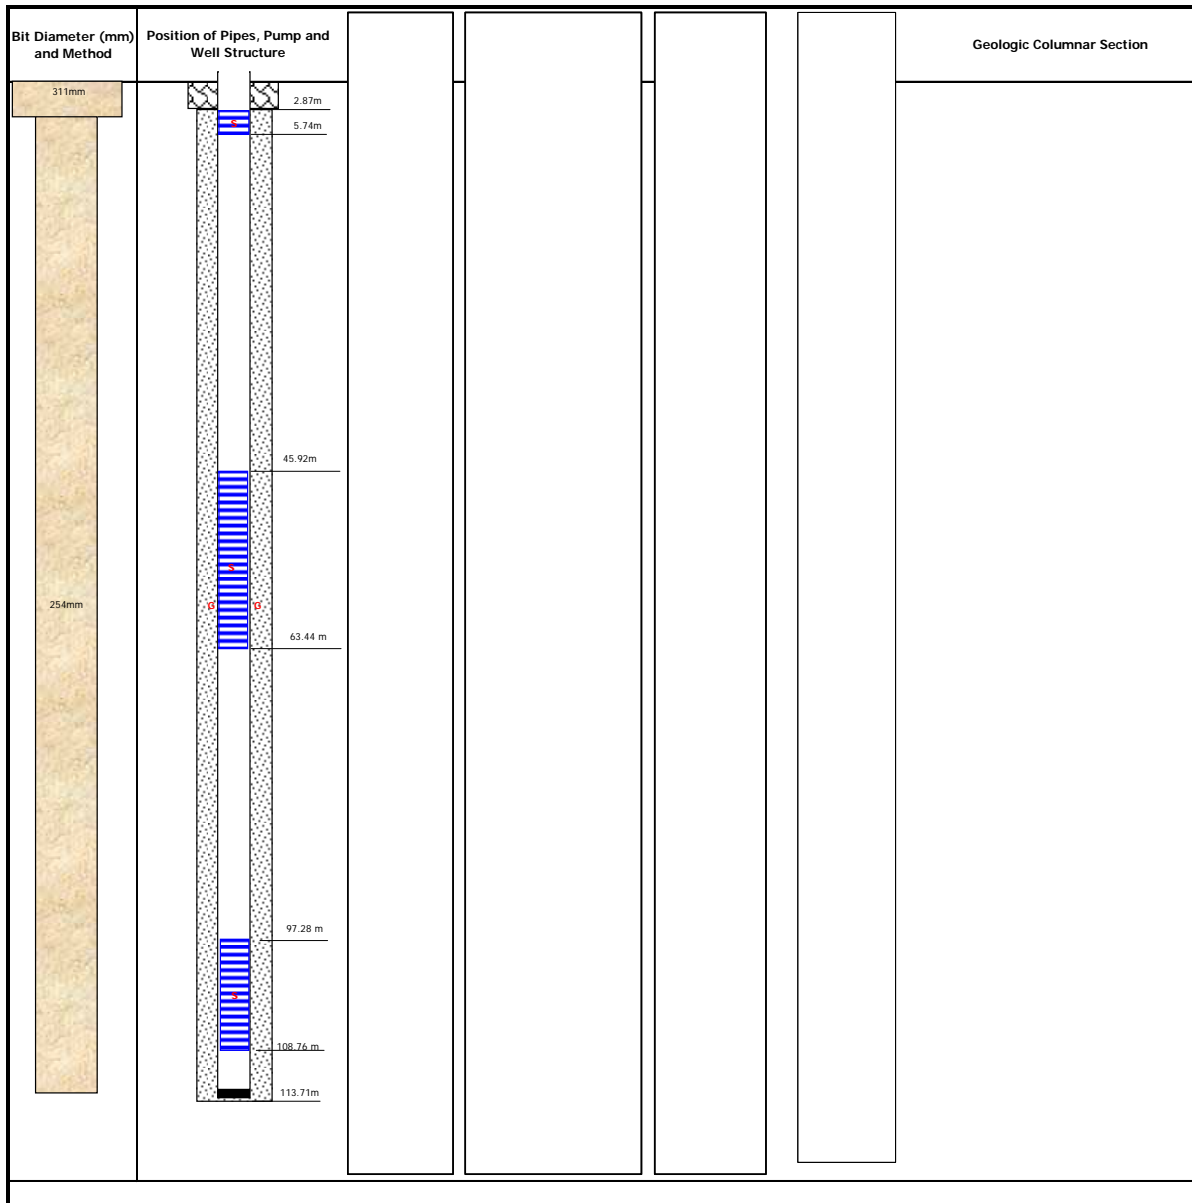 Bit Diameter (mm)
and Method
Position of Pipes, Pump and
Well Structure
Geologic Columnar Section
311mm
2.87m
S
5.74m
45.92m
S
254mm
G
G
63.44 m
97.28 m
S
108.76 m
113.71m